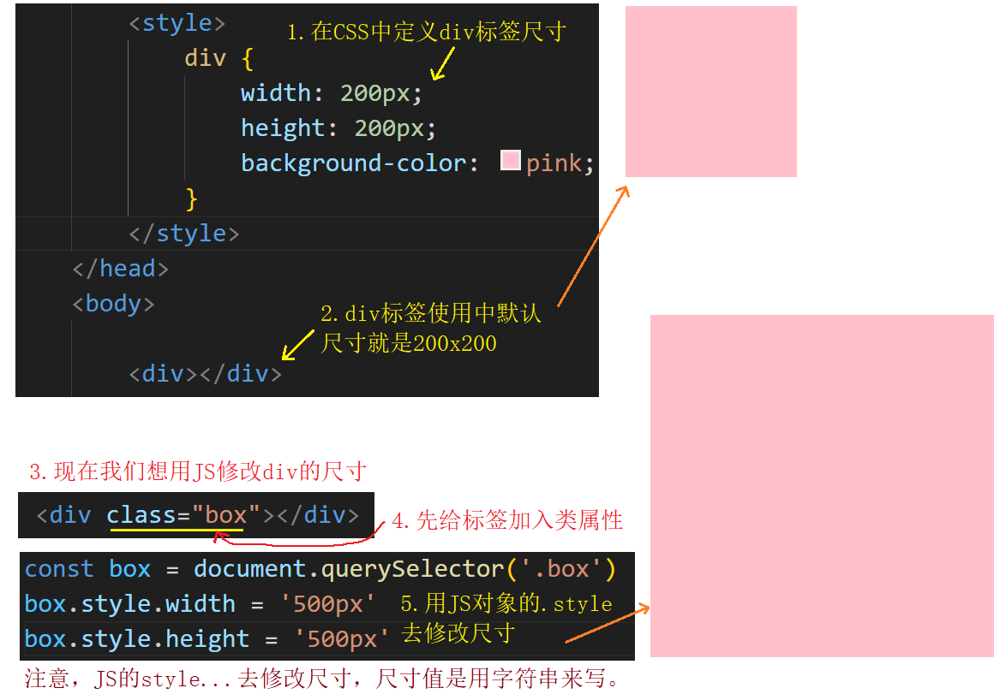 <style>
1.在CSS中定义div标签尺寸
div {
width: 200px;
height: 200px;
background-color: pink;
}
</style>
</head>
<body>
2.div标签使用中默认
尺寸就是200x200
<div></div>
3.现在我们想用JS修改div的尺寸
<div class="box"></div>
4.先给标签加入类属性
const box = document.querySelector('.box')
box.style.width = '500px'
box.style.height = '500px'
5.用JS对象的.style
去修改尺寸
注意，JS的style...去修改尺寸，尺寸值是用字符串来写。